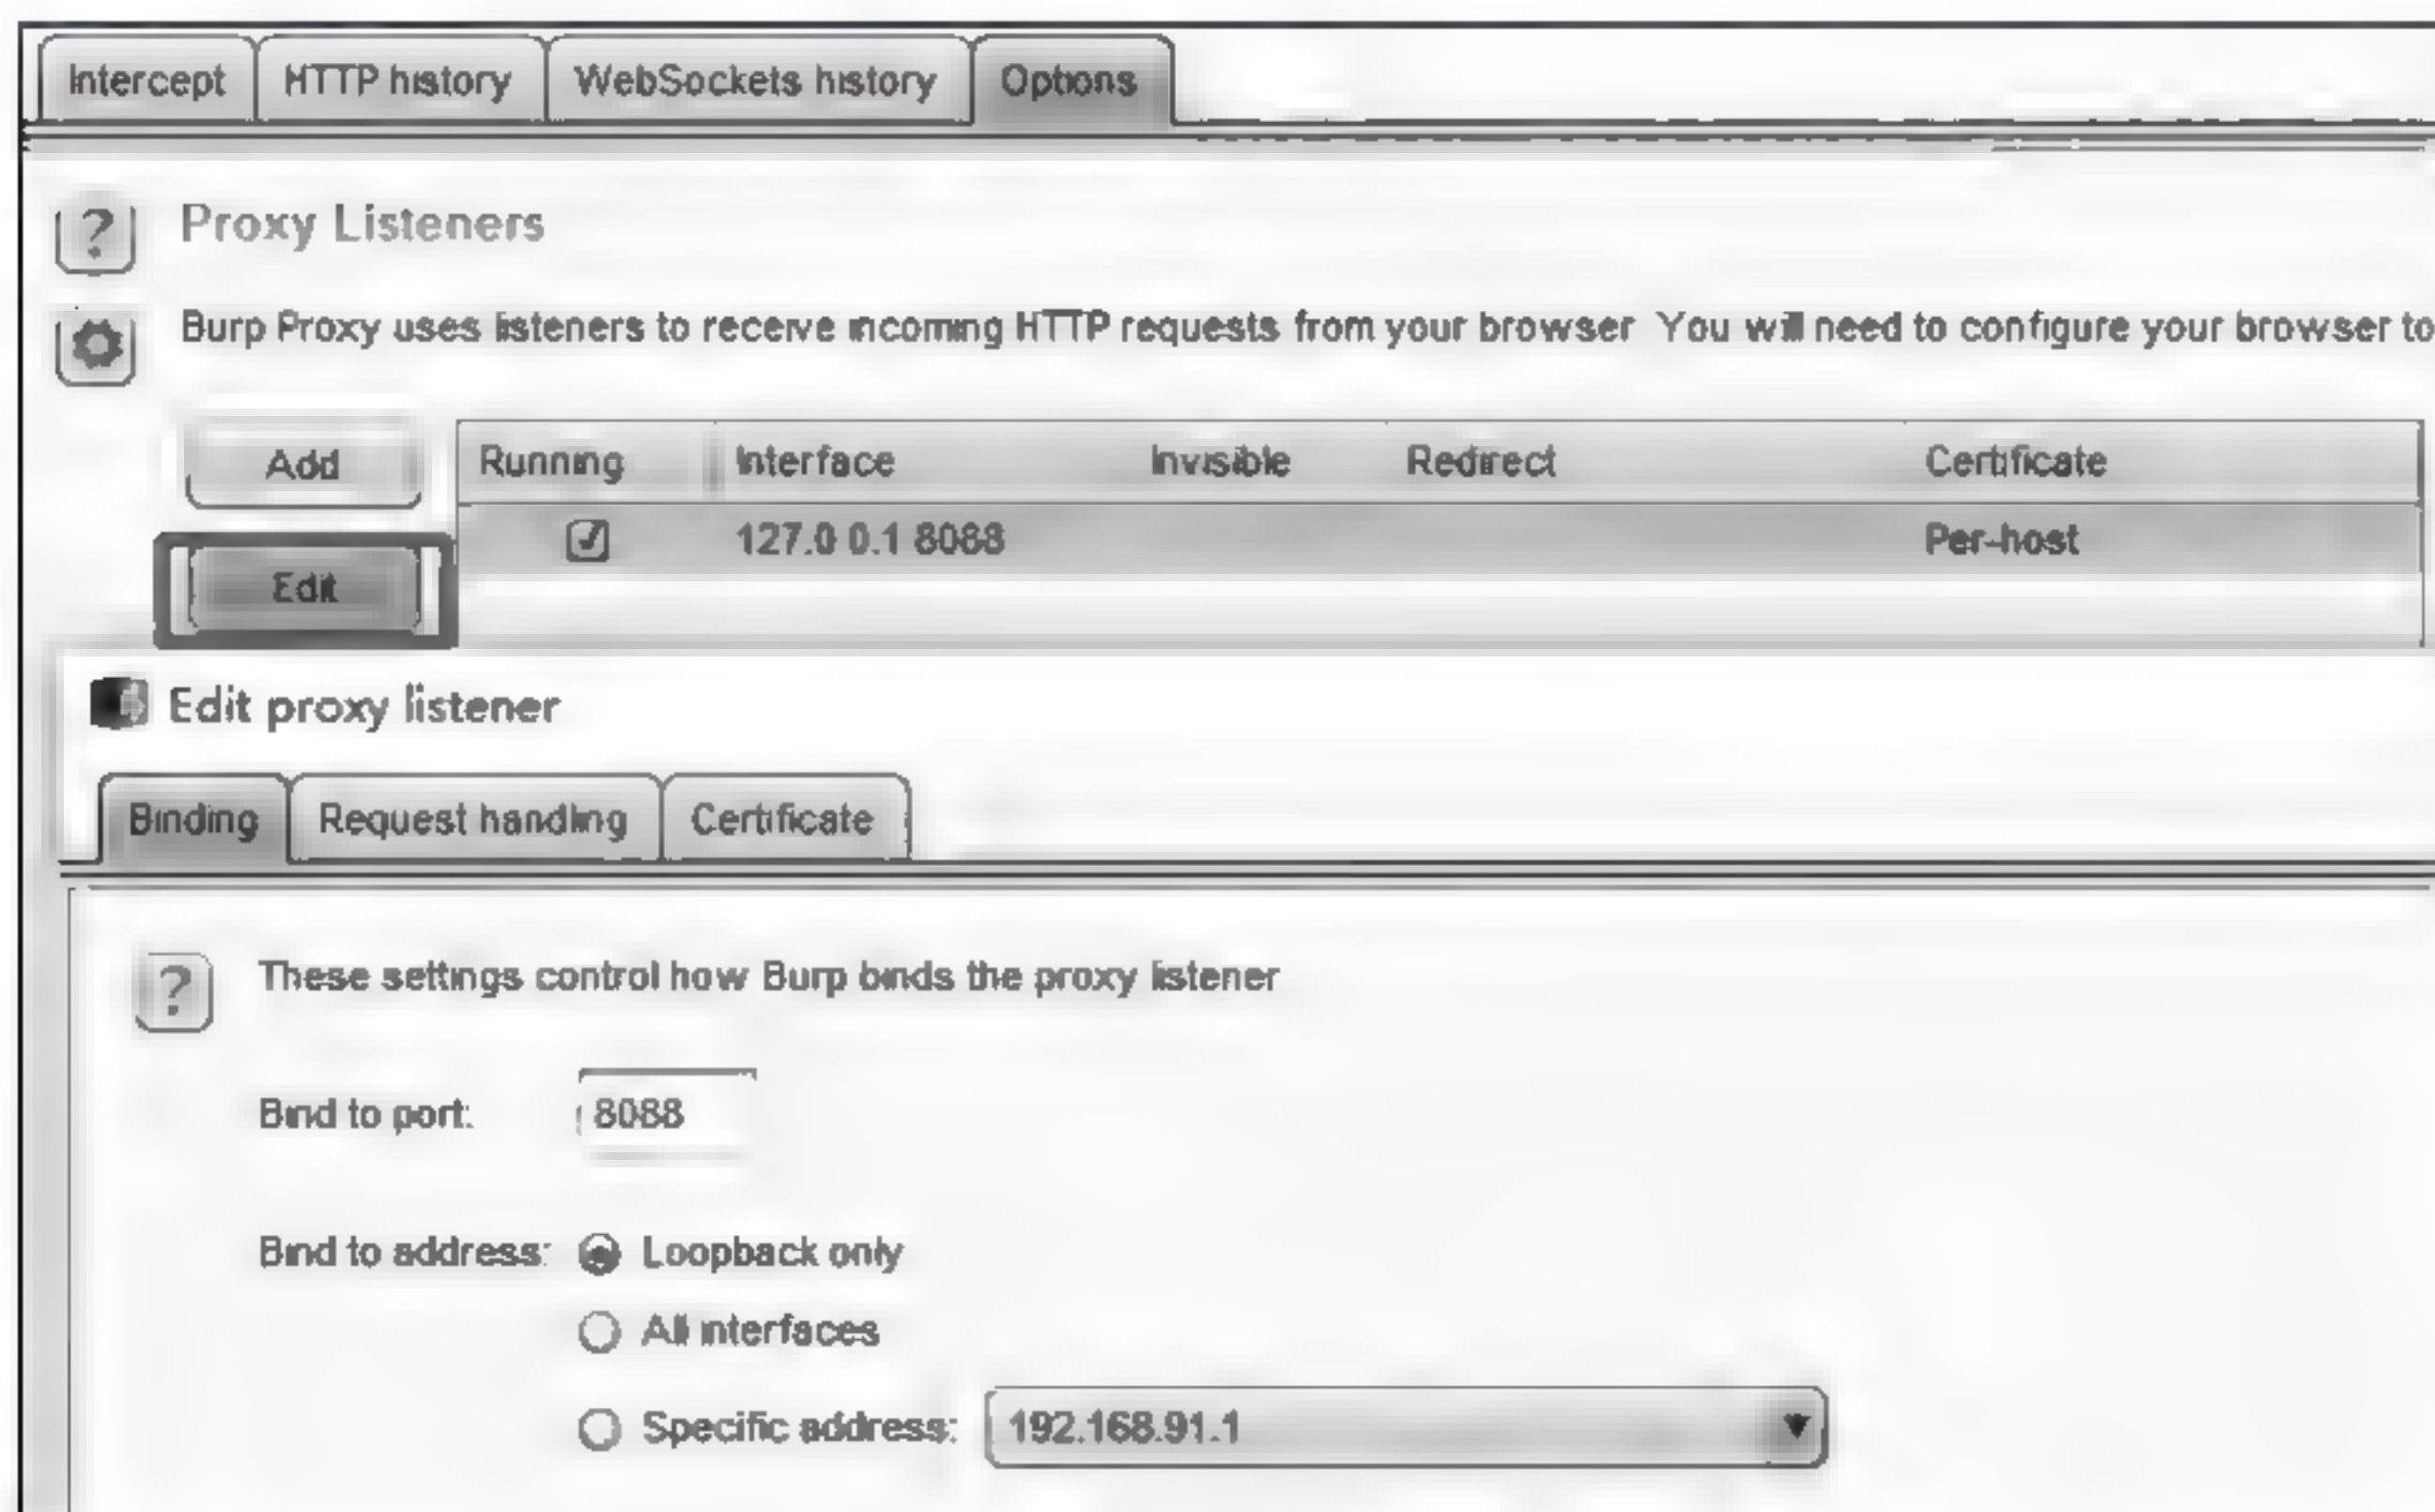 Intercept HTTP history WebSockets history Options
? Proxy Listeners
Burp Proxy uses listeners to receive incoming HTTP requests from your browser You will need to configure your browser to
Add Running Interface Invisible Redirect Certificate
127.0 0.1 8088 Per-host
Edit
Edit proxy listener
Binding Request handling Certificate
? These settings control how Burp binds the proxy listener
Bind to port: 8088
Bind to address: Loopback only
All interfaces
Specific address: 192.168.91.1